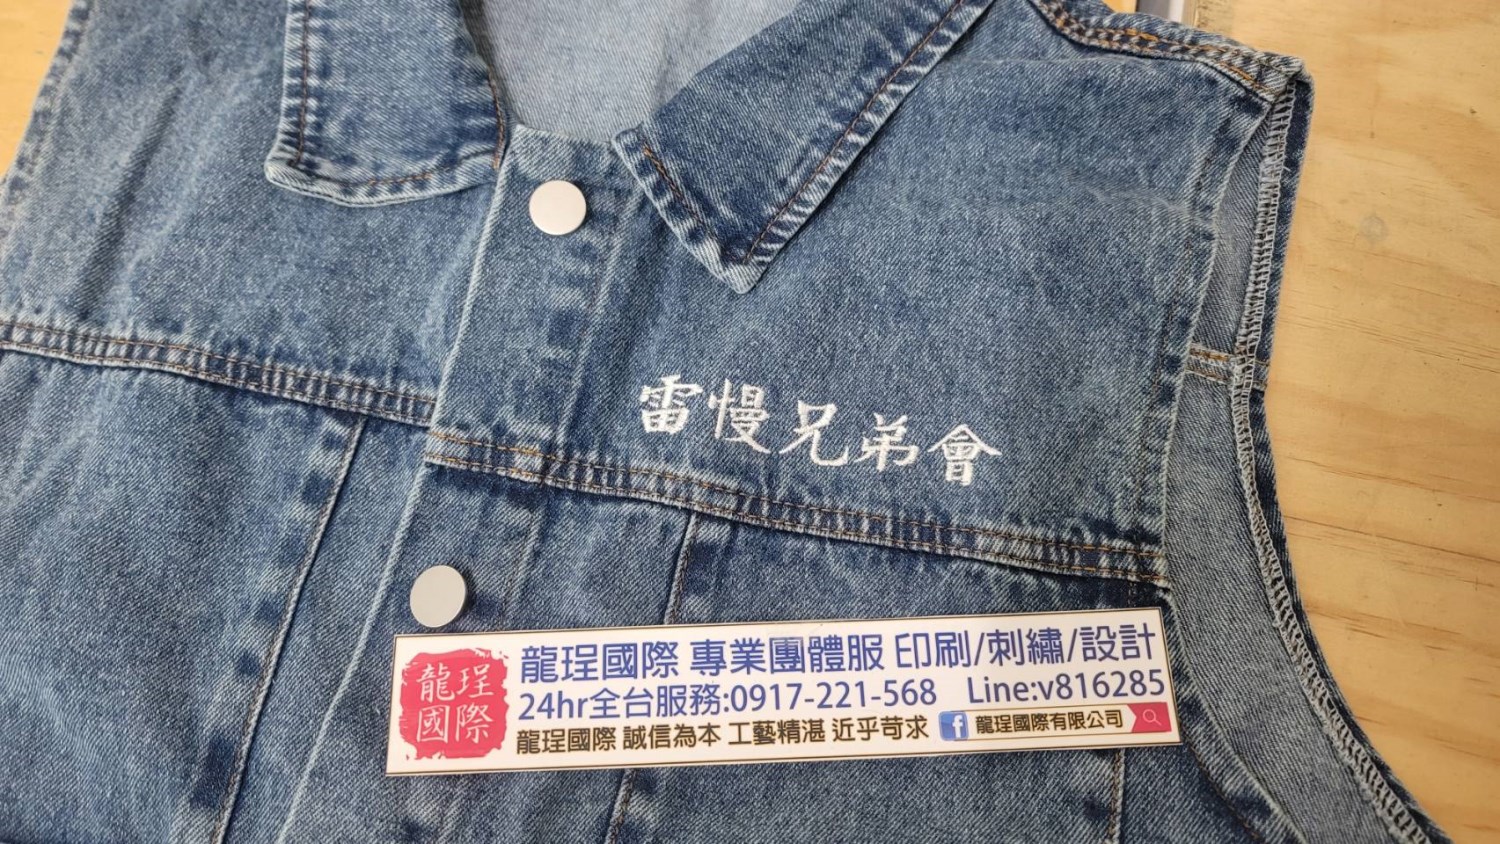 雷慢兄弟會
龍珵國際 專業團體服 印刷/刺繡/設計
龍珵
國際
24hr全台服務:0917-221-568 Line:v816285
龍珵國際 誠信為本 工藝精湛 近乎苛求 f 龍珵國際有限公司